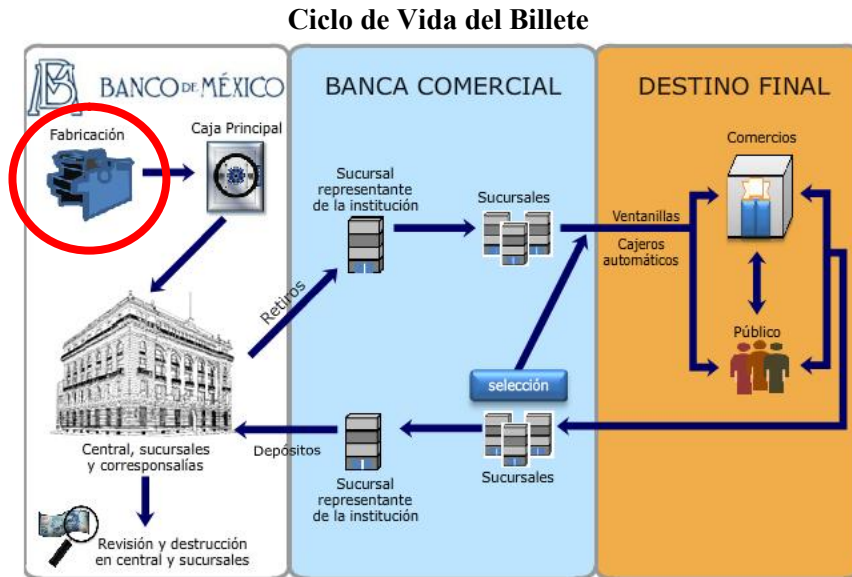 Ciclo de Vida del Billete
BANCO DE MÉXICO
BANCA COMERCIAL
DESTINO FINAL
Fabricación
Caja Principal
Sucursal
representante
de la institución
Sucursales
Comercios
Ventanillas
Cajeros
automáticos
Retiros
Público
selección
Depósitos
Central, sucursales
y corresponsalías
Sucursal
representante
de la institución
Sucursales
Revisión y destrucción
en central y sucursales